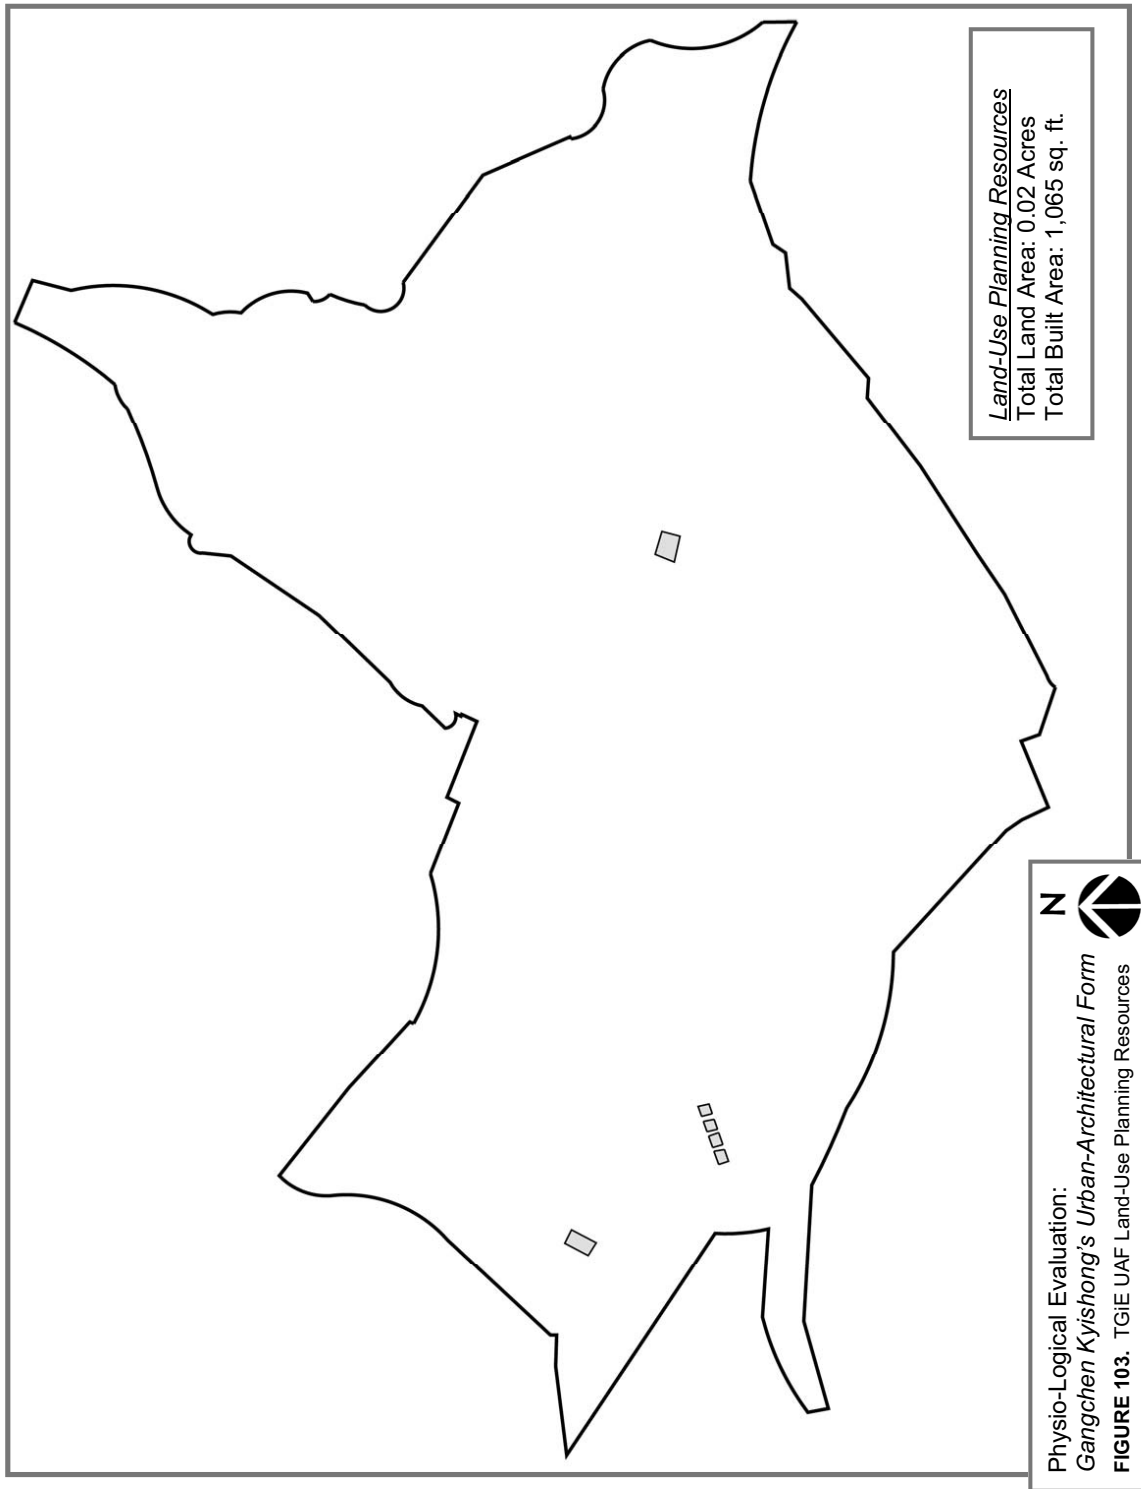 Land-Use Planning Resources
Total Land Area: 0.02 Acres
Total Built Area: 1,065 sq. ft.
N
Physio-Logical Evaluation:
Gangchen Kyishong's Urban-Architectural Form
FIGURE 103. TGiE UAF Land-Use Planning Resources